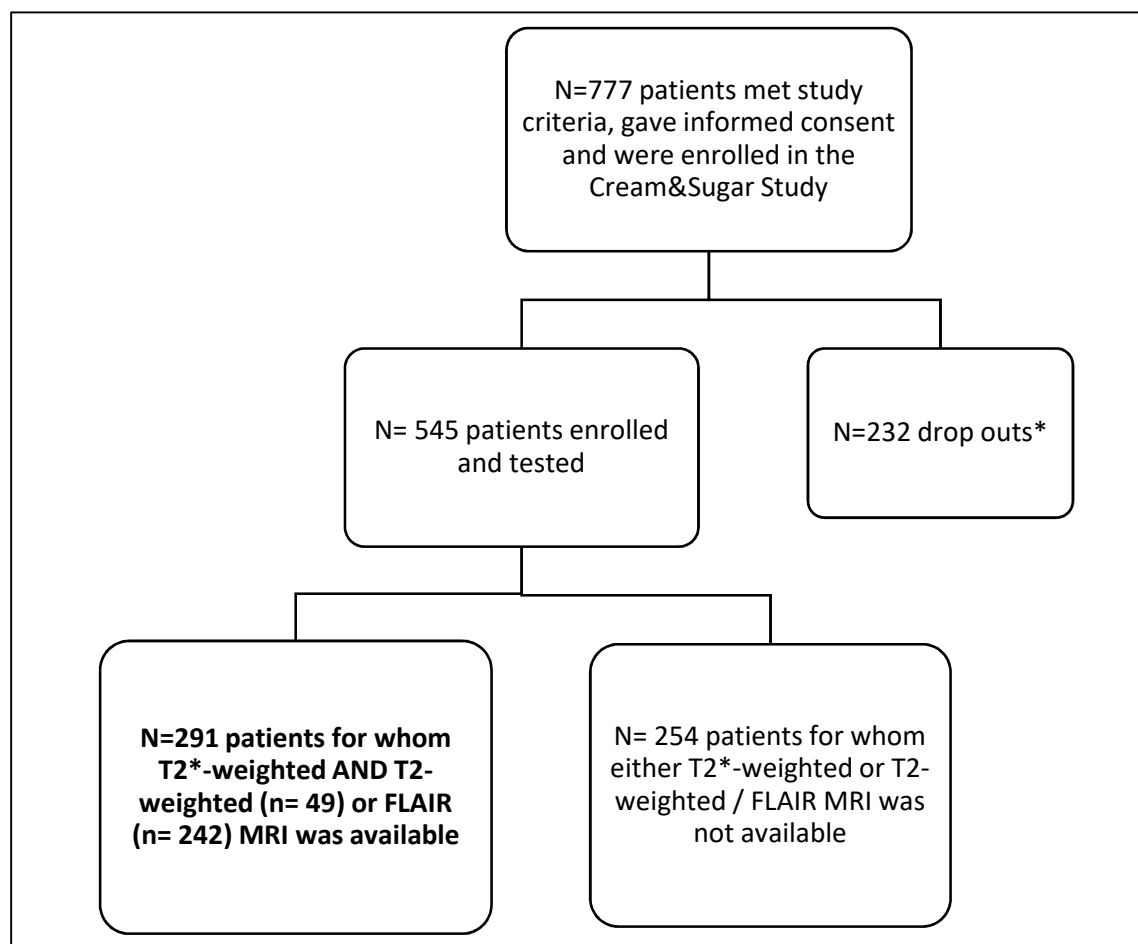 N=777 patients met study
criteria, gave informed consent
and were enrolled in the
Cream&Sugar Study
N= 545 patients enrolled
and tested
N=232 drop outs*
N=291 patients for whom
T2*-weighted AND T2-
weighted (n= 49) or FLAIR
(n= 242) MRI was available
N= 254 patients for whom
either T2*-weighted or T2-
weighted / FLAIR MRI was
not available